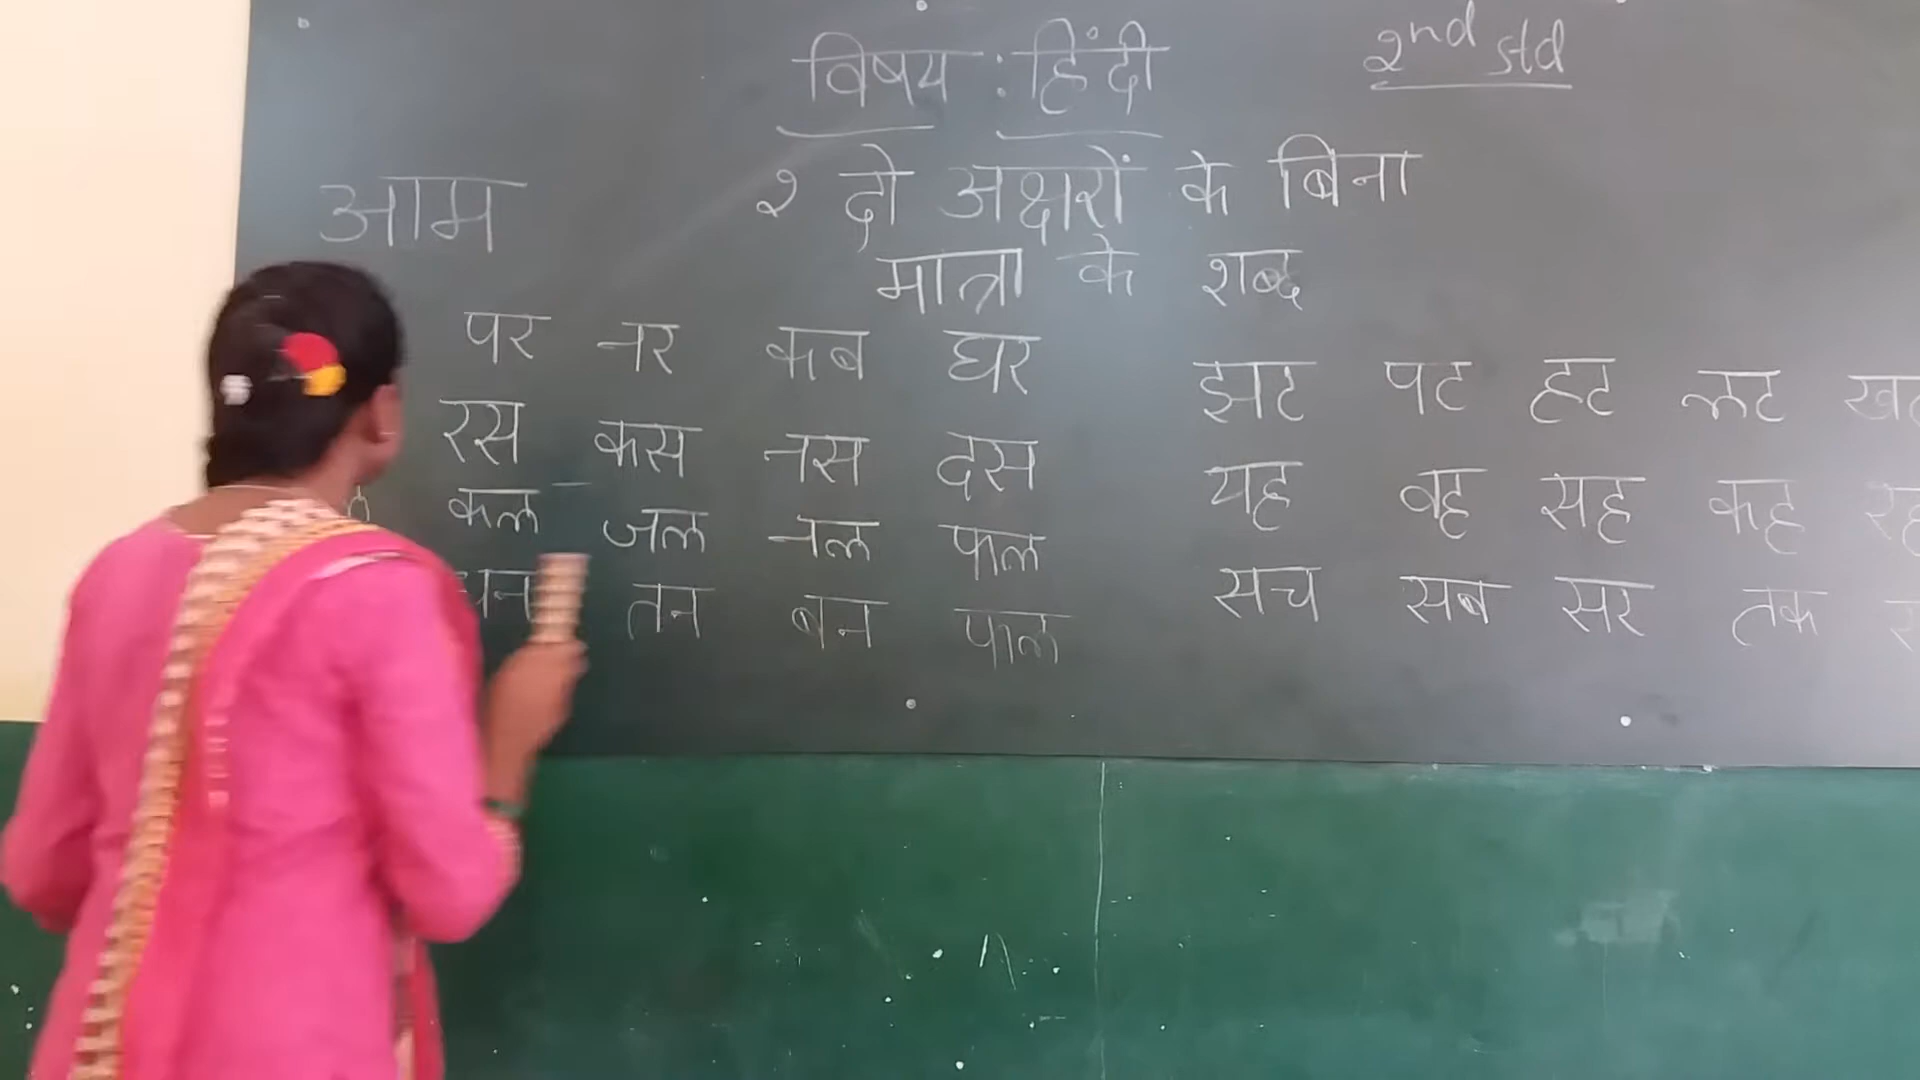 विषय : हिंदी
2nd std
आम
२ दो अक्षरों के बिना
मात्रा के शब्द
पर नर कब घर
रस कस नस दस
कल जल नल फल
तन बन फल
झट पट हट लट
यह वह सह कह
सच सब सर तक